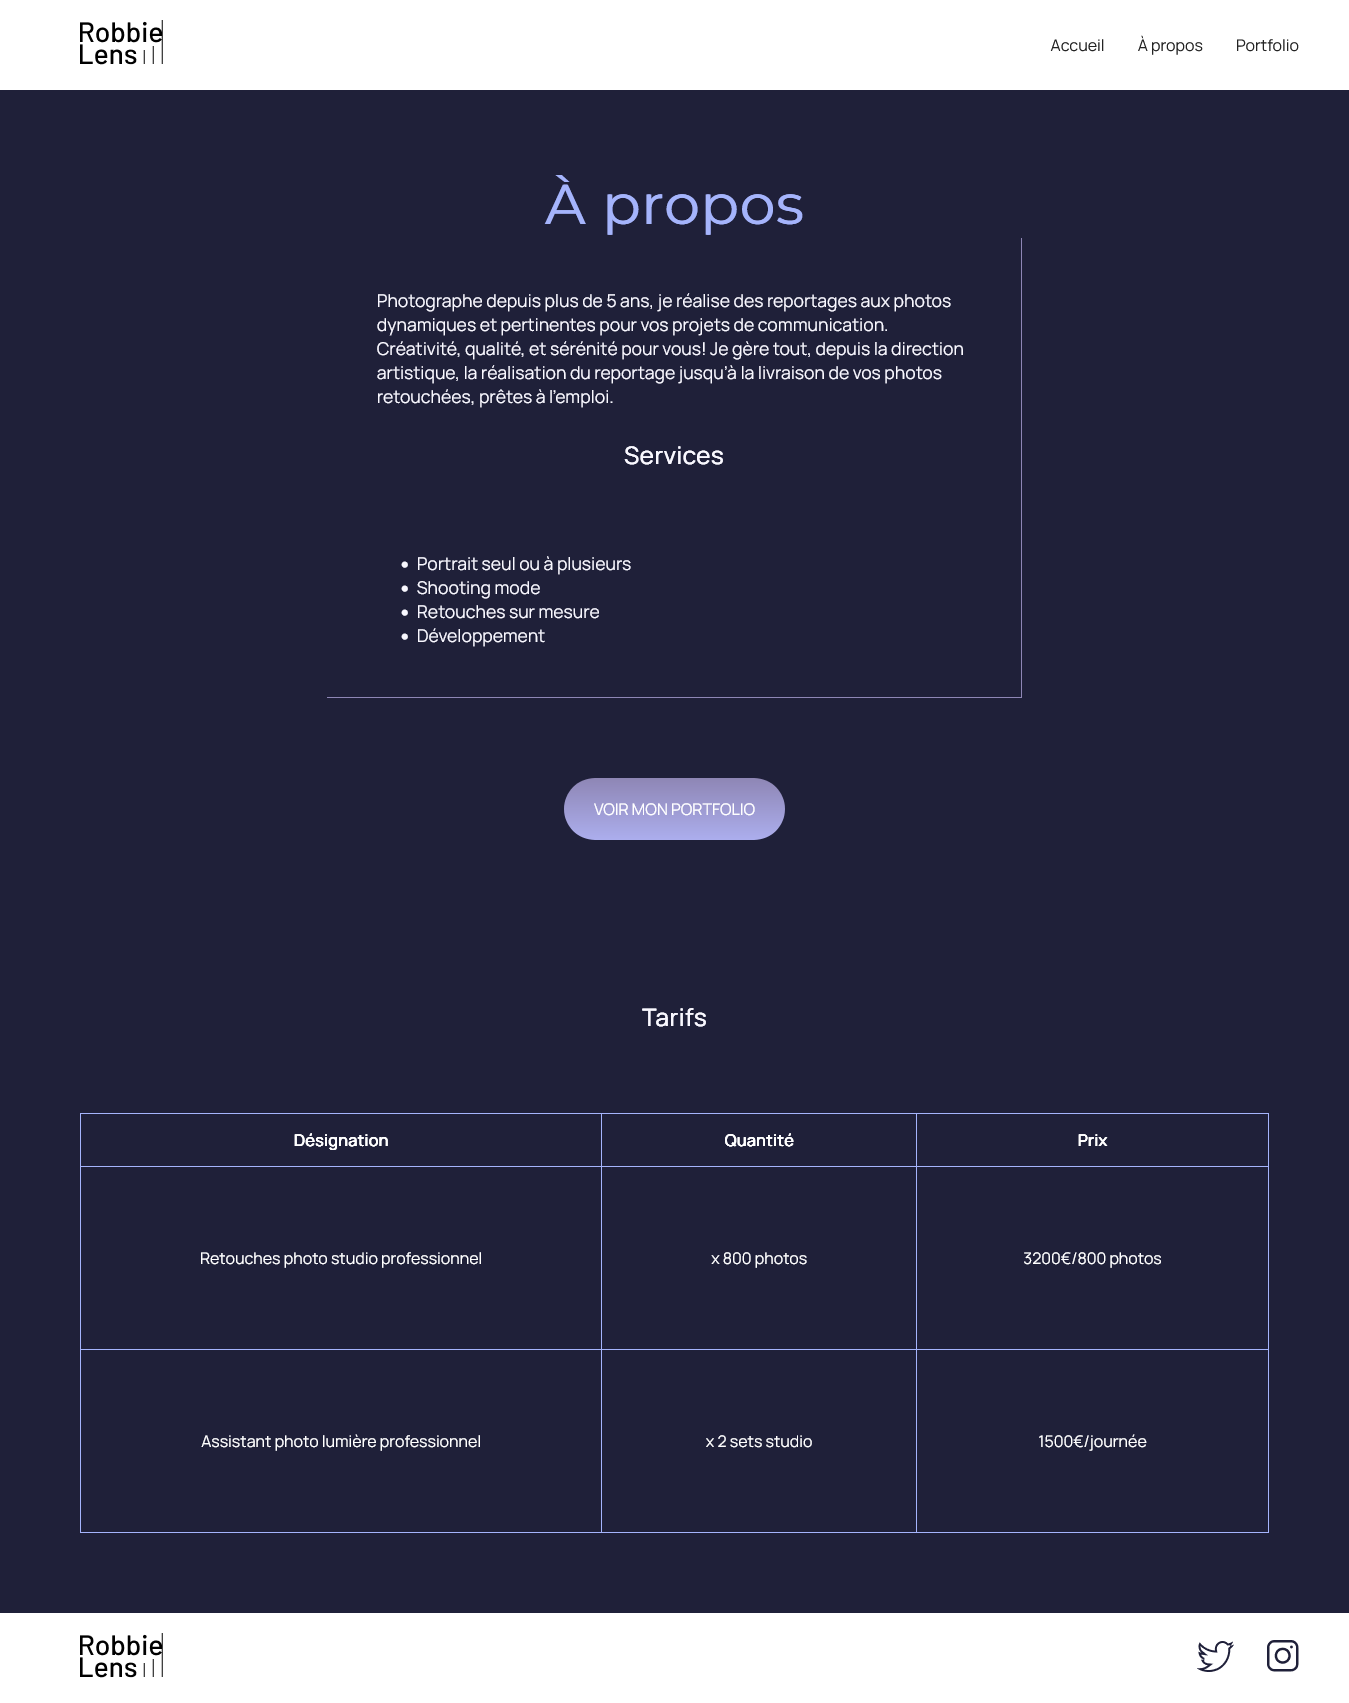 Robbie
Lens
Accueil À propos Portfolio
À propos
Photographe depuis plus de 5 ans, je réalise des reportages aux photos
dynamiques et pertinentes pour vos projets de communication.
Créativité, qualité, et sérénité pour vous! Je gère tout, depuis la direction
artistique, la réalisation du reportage jusqu'à la livraison de vos photos
retouchées, prêtes à l'emploi.
Services
• Portrait seul ou à plusieurs
• Shooting mode
• Retouches sur mesure
• Développement
VOIR MON PORTFOLIO
Tarifs
Désignation Quantité Prix
Retouches photo studio professionnel x 800 photos 3200€/800 photos
Assistant photo lumière professionnel x 2 sets studio 1500€/journée
Robbie
Lens